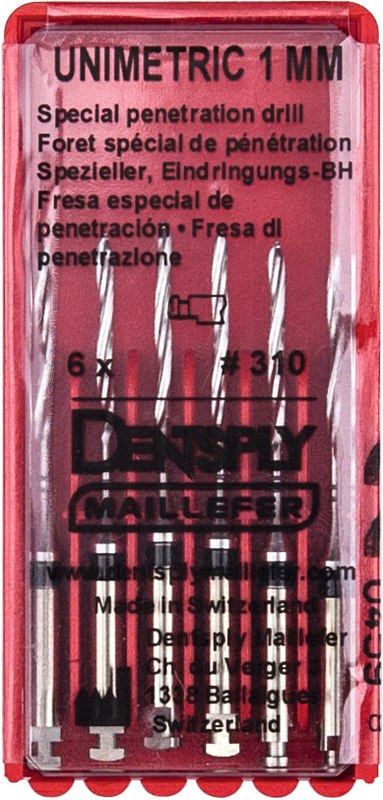 UNIMETRIC 1 MM
Special penetration drill
Foret spécial de pénétration
Spezieller, Eindringungs-BH
Fresa especial de
penetración • Fresa di
penetrazione
6 x # 310
DENTSPLY
MAILLEFER
www.dentsplymaillefer.com
Made in Switzerland
Dentsply Maillefer
Ch. du Verger 3
1338 Ballaigues
Switzerland
0459